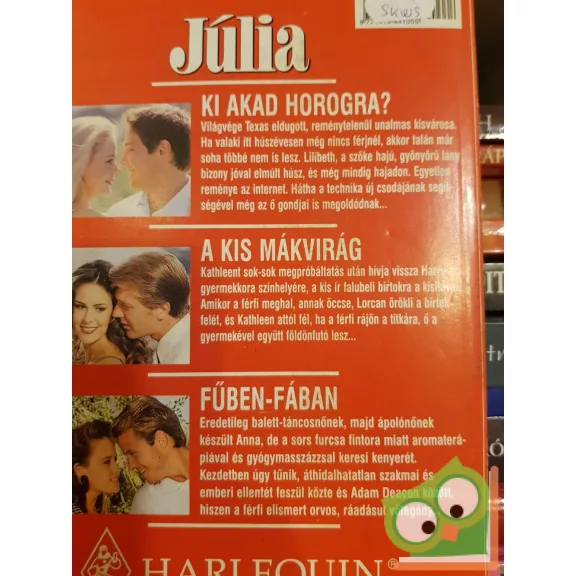 Skws
Júlia
KI AKAD HOROGRA?
Világvége Texas eldugott, reménytelenül unalmas kisvárosa.
Ha valaki itt húszévesen még nincs férjnél, akkor talán már
soha többé nem is lesz. Lilibeth, a szőke hajú, gyönyörű lány
bizony jóval elmúlt húsz, és még mindig hajadon. Egyetlen
reménye az internet. Hátha a technika új csodájának segít-
ségével még az ő gondjai is megoldódnak...
A KIS MÁKVIRÁG
Kathleent sok-sok megpróbáltatás után hívja vissza
gyermekkora színhelyére, a kis ír falubeli birtokra a
Amikor a férfi meghal, annak öccse, Lorcan örökli a birtok
felét, és Kathleen attól fél, ha a férfi rájön a titkára, ő a
gyermekével együtt földönfutó lesz...
FŰBEN-FÁBAN
Eredetileg balett-táncosnőnek, majd ápolónőnek
készült Anna, de a sors furcsa fintora miatt aromaterá-
piával és gyógymasszázzsal keresi kenyerét.
Kezdetben úgy tűnik, áthidalhatatlan szakmai és
emberi ellentét feszül közte és Adam Deacon között,
hiszen a férfi elismert orvos, ráadásul vőlegény...
HARLEQUIN®